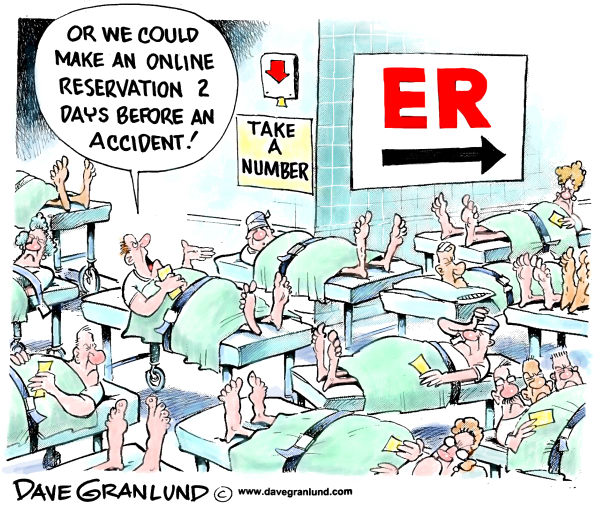 OR WE COULD
MAKE AN ONLINE
RESERVATION 2
DAYS BEFORE AN
ACCIDENT!
TAKE
A
NUMBER
ER
DAVE GRANLUND © www.davegranlund.com